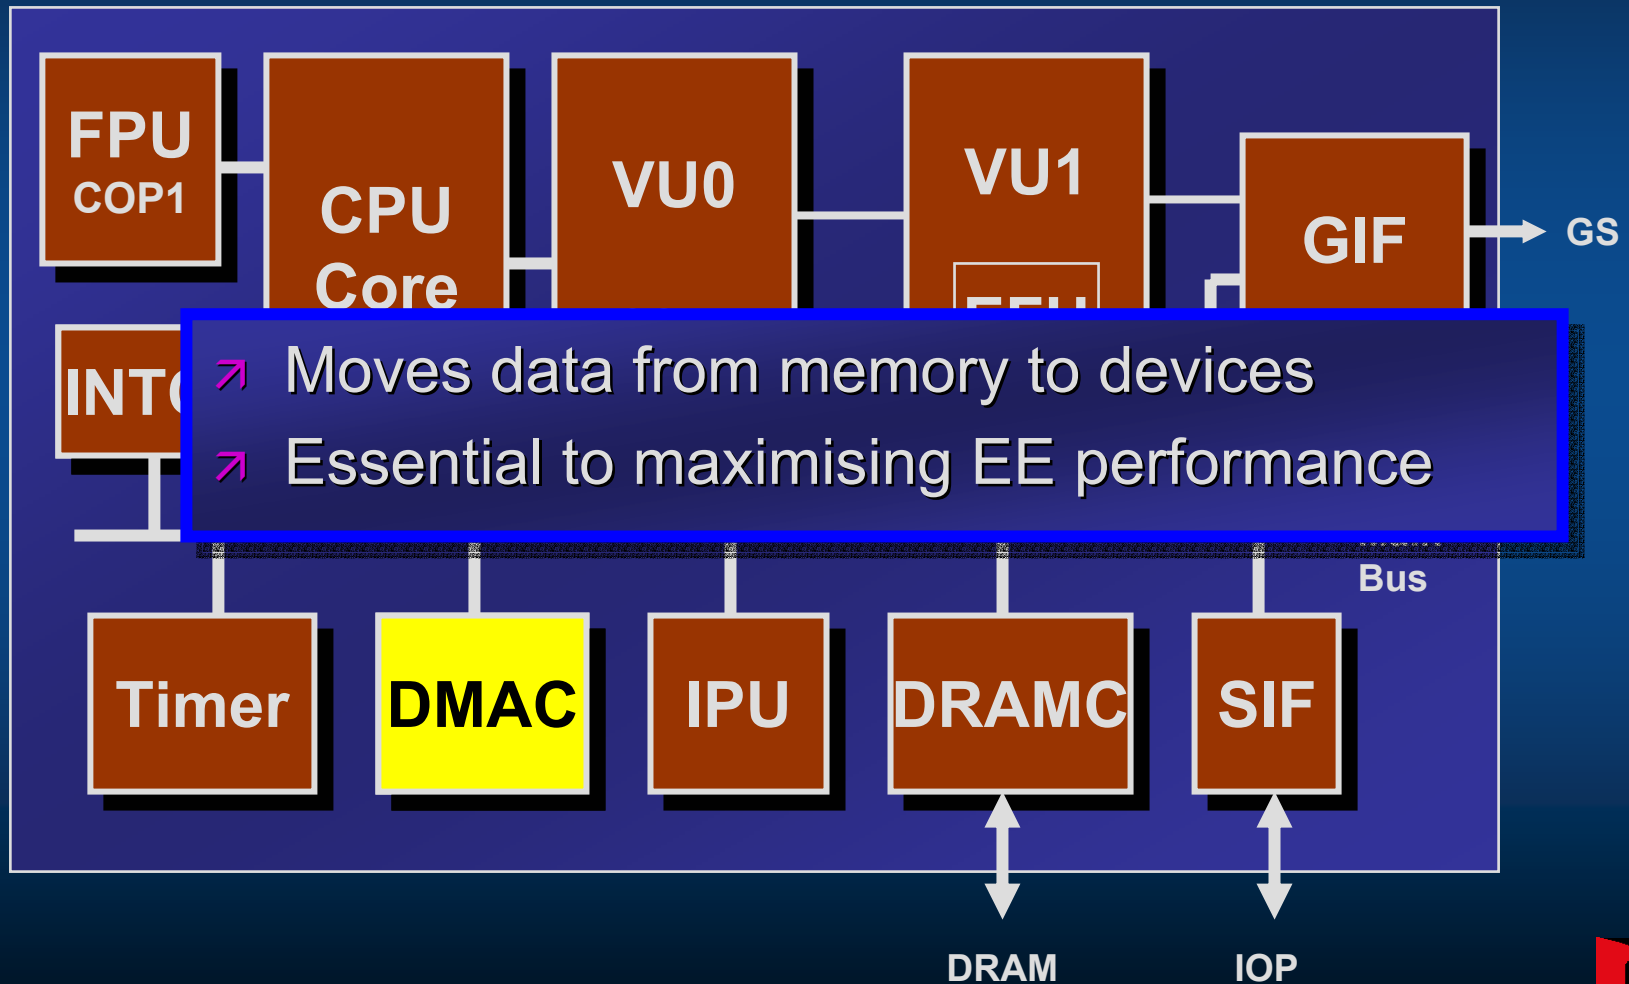 FPU
COP1
CPU
Core
VU0
VU1
GIF
GS
Moves data from memory to devices
Essential to maximising EE performance
Bus
Timer
DMAC
IPU
DRAMC
SIF
DRAM
IOP